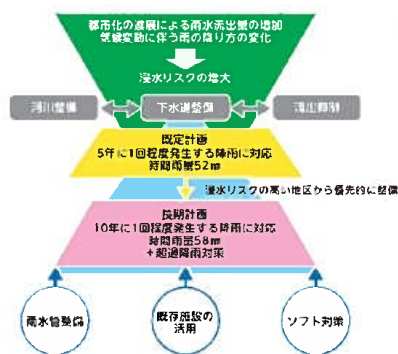 都市化の進展による雨水流出量の増加
気候変動に伴う雨の降り方の変化
浸水リスクの増大
河川整備
下水道整備
流出抑制
既定計画
5年に1回程度発生する降雨に対応
時間雨量52mm
浸水リスクの高い地区から優先的に整備
長期計画
10年に1回程度発生する降雨に対応
時間雨量58mm
+超過降雨対策
雨水管整備
既存施設の
活用
ソフト対策